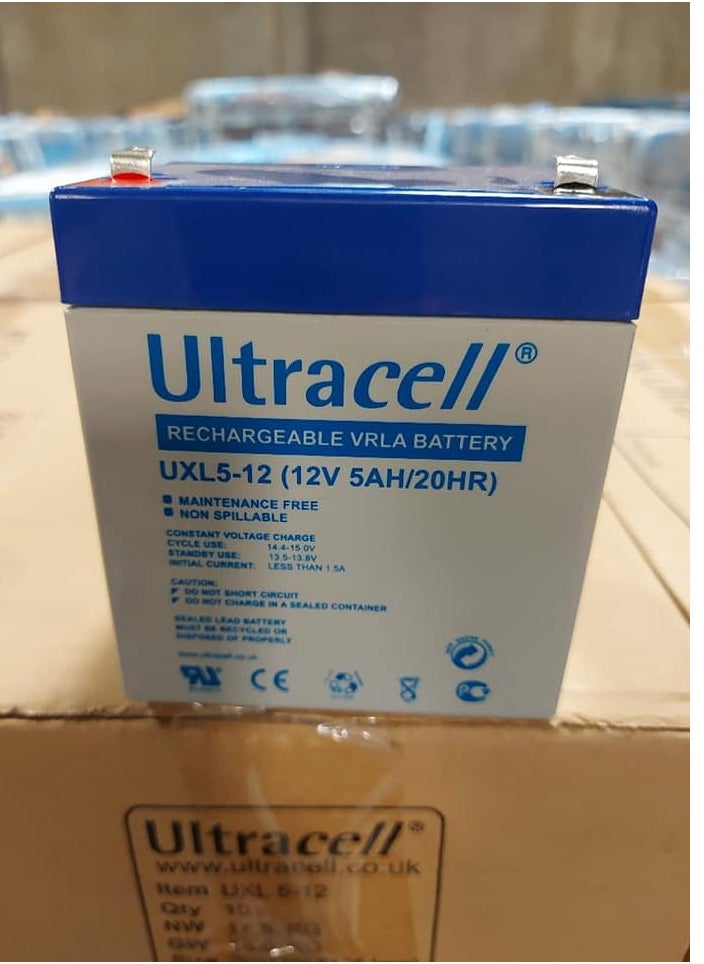 Ultracell®
RECHARGEABLE VRLA BATTERY
UXL5-12 (12V 5AH/20HR)
MAINTENANCE FREE
NON SPILLABLE
CONSTANT VOLTAGE CHARGE
CYCLE USE: 14.4-15.0V
STANDBY USE: 13.5-13.8V
INITIAL CURRENT: LESS THAN 1.5A
CAUTION:
DO NOT SHORT CIRCUIT
DO NOT CHARGE IN A SEALED CONTAINER
SEALED LEAD BATTERY
MUST BE RECYCLED OR
DISPOSED OF PROPERLY
www.ultracell.co.uk
CE
Ultracell®
www.ultracell.co.uk
Item UXL 5-12
Qty 10
NW
GW